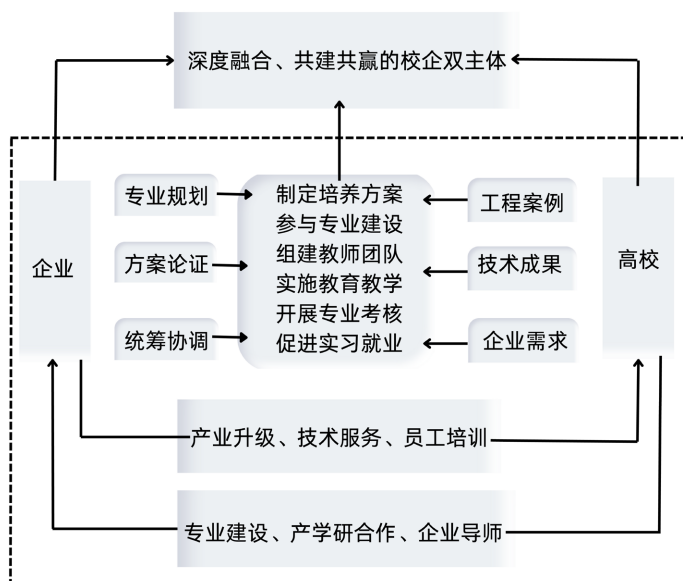 深度融合、共建共赢的校企双主体
企业
专业规划
方案论证
统筹协调
制定培养方案
参与专业建设
组建教师团队
实施教育教学
开展专业考核
促进实习就业
工程案例
技术成果
企业需求
高校
产业升级、技术服务、员工培训
专业建设、产学研合作、企业导师